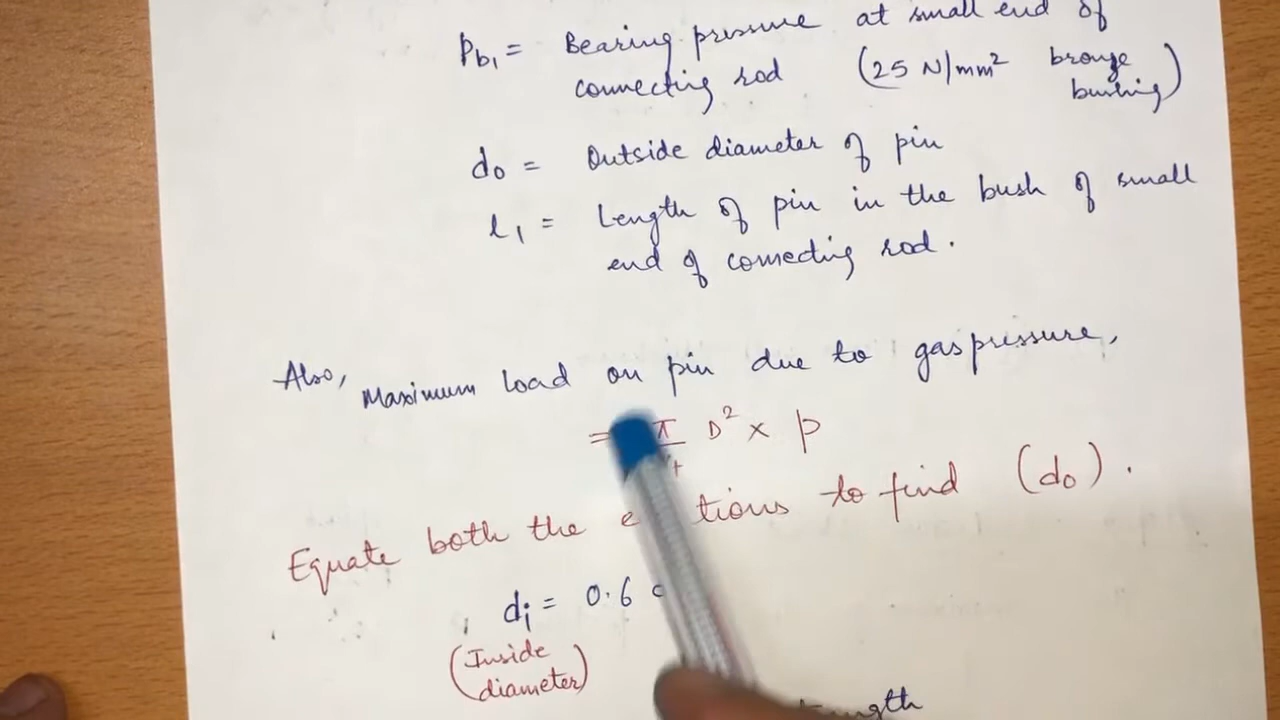 Pb₁ = Bearing pressure at small end of
connecting rod (25 N/mm² bronze
bushing)
do = Outside diameter of pin
l₁ = Length of pin in the bush of small
end of connecting rod.
Also, Maximum load on pin due to gas pressure,
= π D² × p
Equate both the tions to find (do).
di = 0.6
(Inside
diameter)